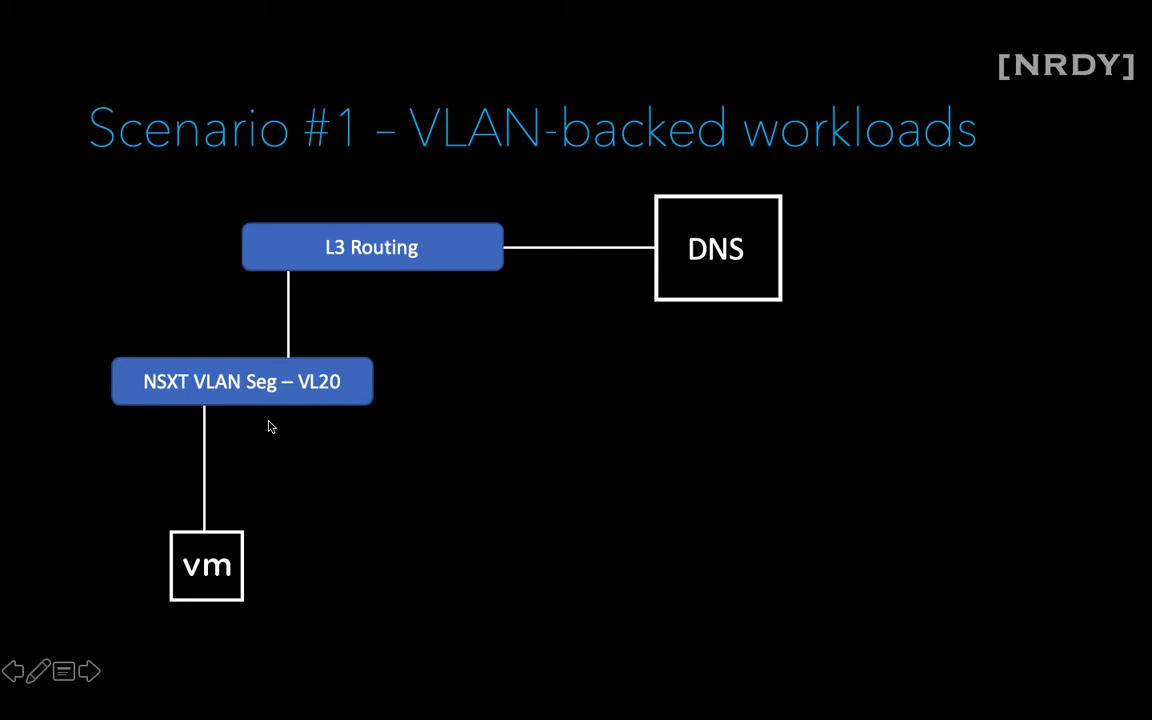 [NRDY]
Scenario #1 – VLAN-backed workloads
L3 Routing
DNS
NSXT VLAN Seg – VL20
vm